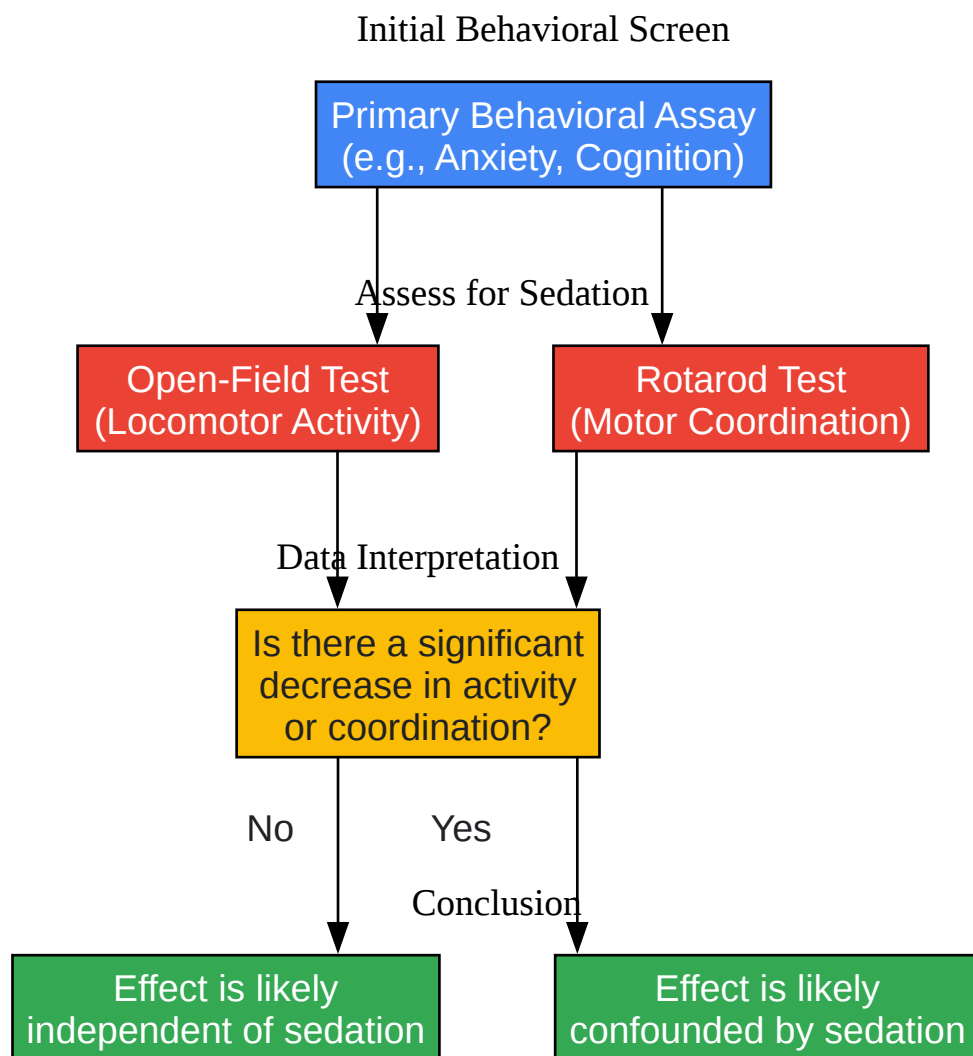 Initial Behavioral Screen
Primary Behavioral Assay
(e.g., Anxiety, Cognition)
Assess for Sedation
Open-Field Test
(Locomotor Activity)
Rotarod Test
(Motor Coordination)
Data Interpretation
Is there a significant
decrease in activity
or coordination?
No
Yes
Conclusion
Effect is likely
independent of sedation
Effect is likely
confounded by sedation